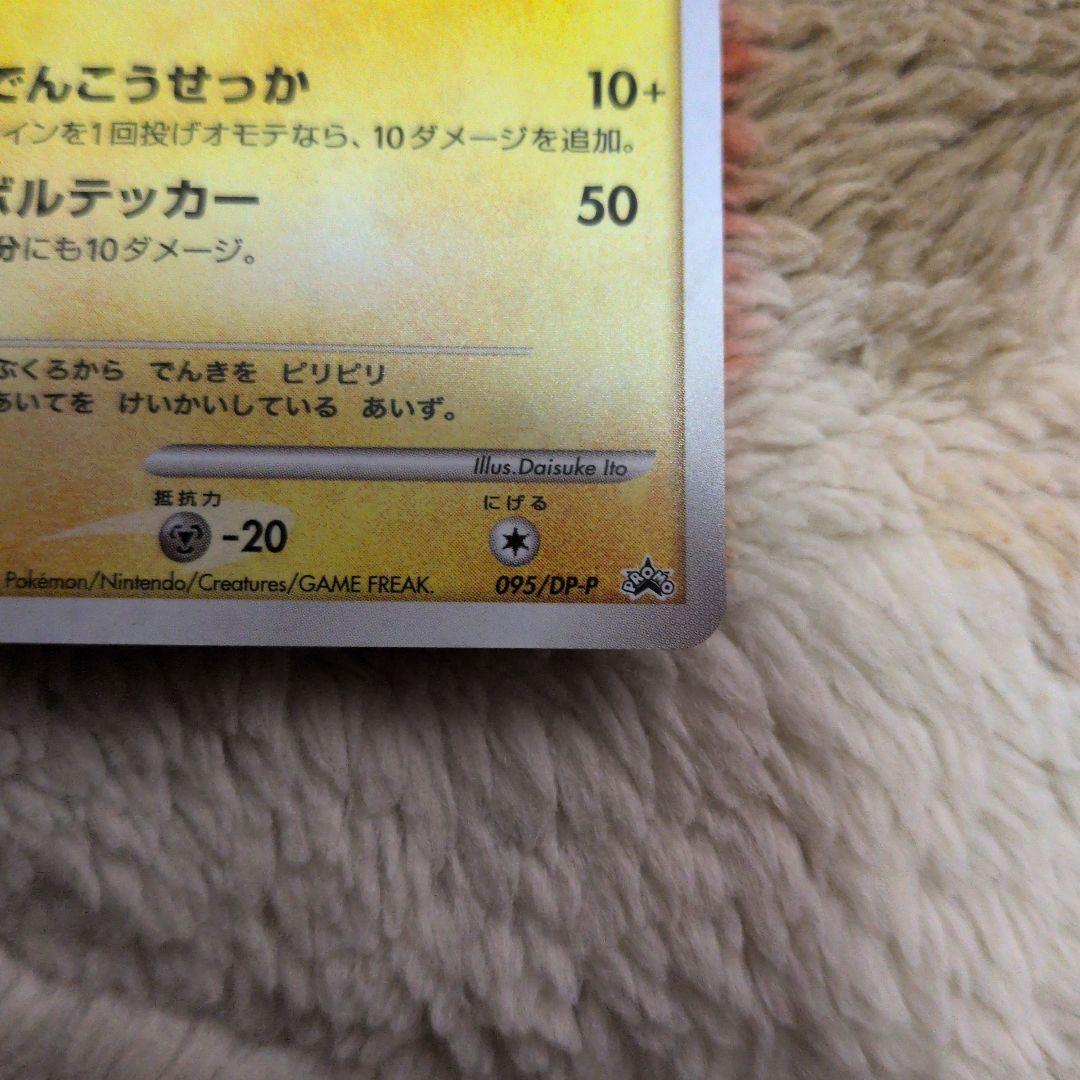 でんこうせっか 10+
インを1回投げオモテなら、10ダメージを追加。
ボルテッカー 50
分にも10ダメージ。
ぶくろから でんきを ピリピリ
あいてを けいかいしている あいず。
Illus.Daisuke Ito
抵抗力 にげる
-20
Pokémon/Nintendo/Creatures/GAME FREAK. 095/DP-P PROMO